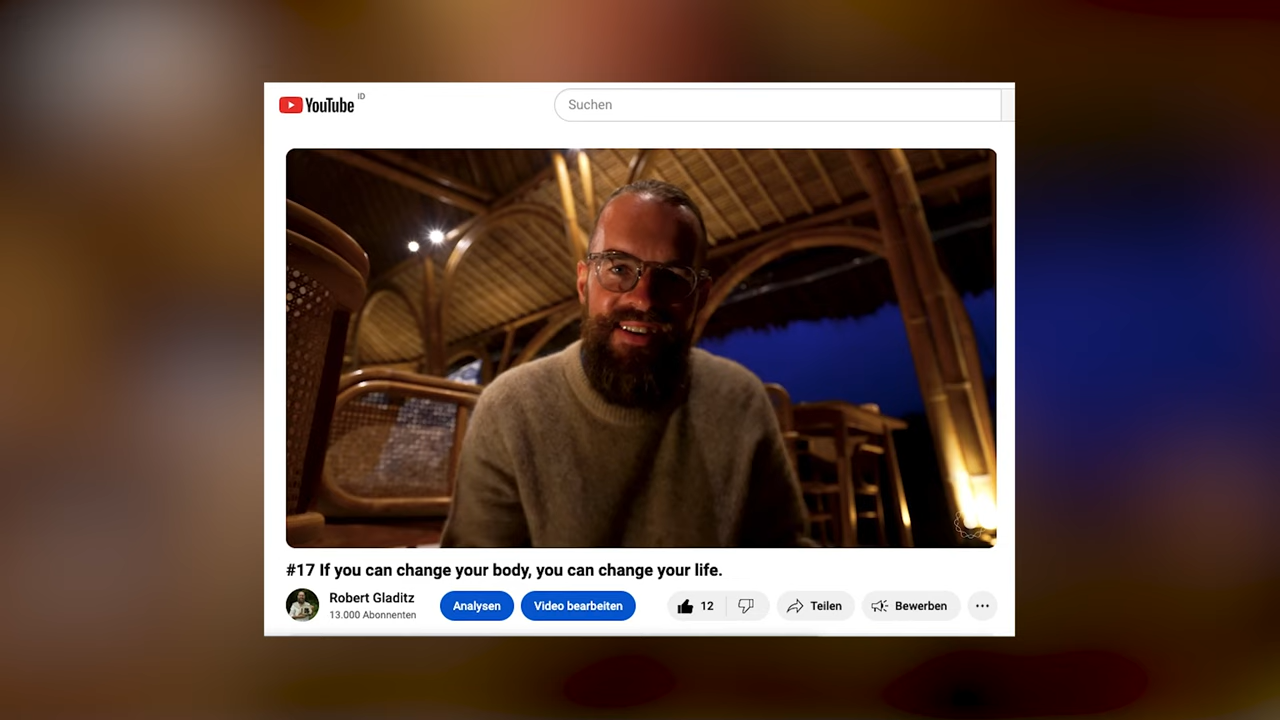 YouTube ID
Suchen
#17 If you can change your body, you can change your life.
Robert Gladitz
13.000 Abonnenten
Analysen
Video bearbeiten
12
Teilen
Bewerben